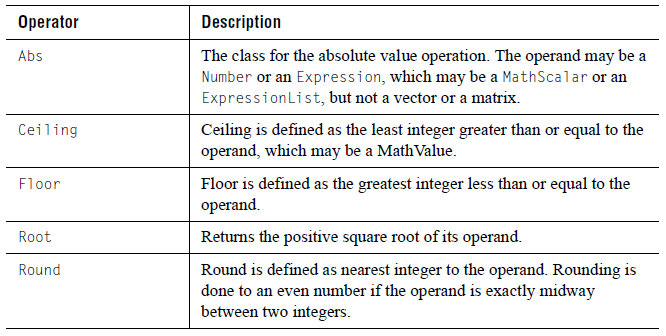 Operator Description
Abs The class for the absolute value operation. The operand may be a
Number or an Expression, which may be a MathScalar or an
ExpressionList, but not a vector or a matrix.
Ceiling Ceiling is defined as the least integer greater than or equal to the
operand, which may be a MathValue.
Floor Floor is defined as the greatest integer less than or equal to the
operand.
Root Returns the positive square root of its operand.
Round Round is defined as nearest integer to the operand. Rounding is
done to an even number if the operand is exactly midway
between two integers.